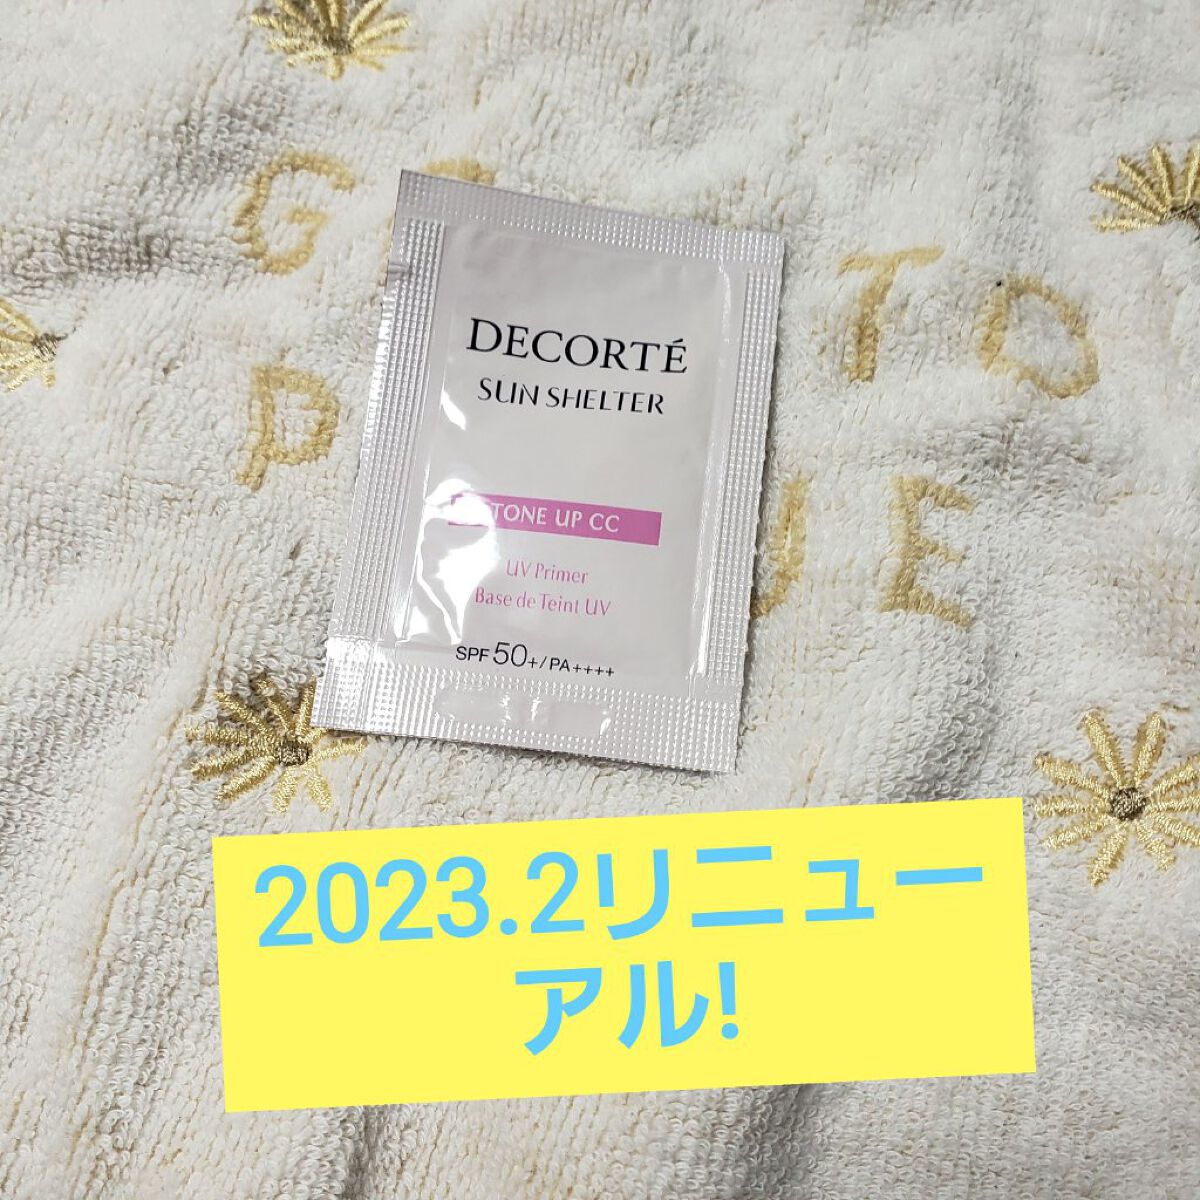 DECORTÉ
SUN SHELTER
TONE UP CC
UV Primer
Base de Teint UV
SPF 50+/PA++++
TO
2023.2リニュー
アル!